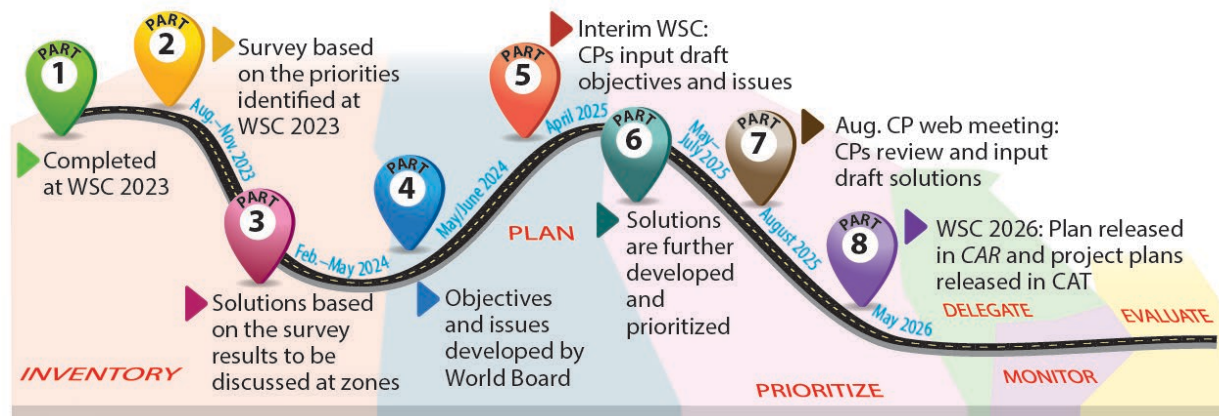 PART
1
Completed
at WSC 2023
PART
2
Survey based
on the priorities
identified at
WSC 2023
Aug.–Nov. 2023
PART
3
Solutions based
on the survey
results to be
discussed at zones
Feb.–May 2024
INVENTORY
PART
4
Objectives
and issues
developed by
World Board
May/June 2024
PLAN
PART
5
Interim WSC:
CPs input draft
objectives and issues
April 2025
PART
6
Solutions
are further
developed
and
prioritized
May–
July 2025
PART
7
Aug. CP web meeting:
CPs review and input
draft solutions
August 2025
PRIORITIZE
PART
8
WSC 2026: Plan released
in CAR and project plans
released in CAT
May 2026
DELEGATE
MONITOR
EVALUATE